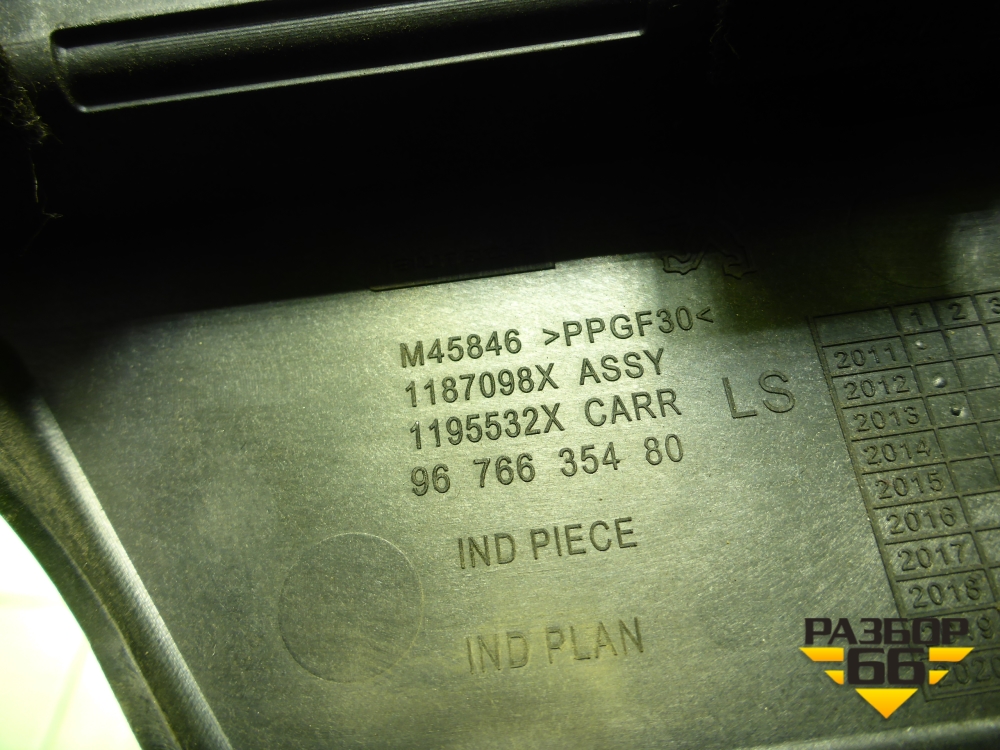 M45846 >PPGF30<
1187098X ASSY
1195532X CARR LS
96 766 354 80
IND PIECE
IND PLAN
1 2 3
2011
2012
2013
2014
2015
2016
2017
2018
РАЗБОР
66